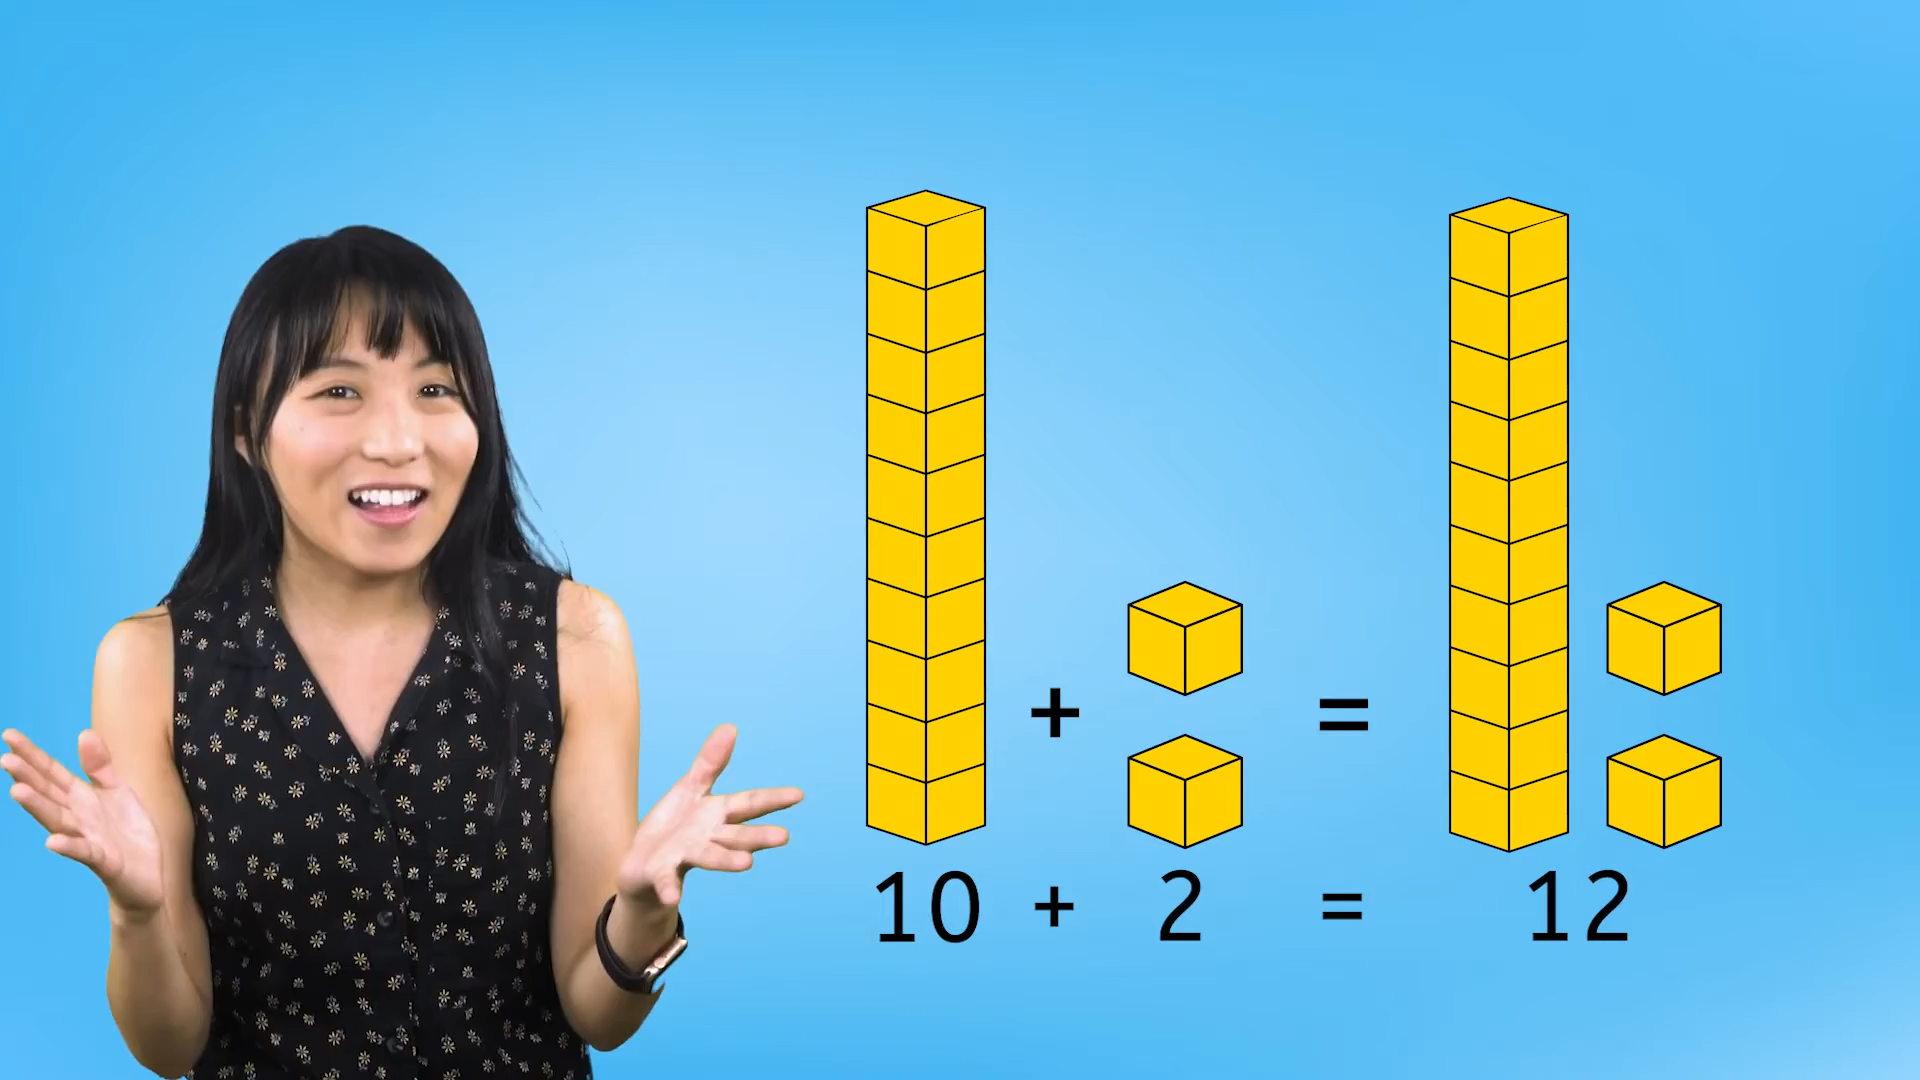 + =
10 + 2 = 12